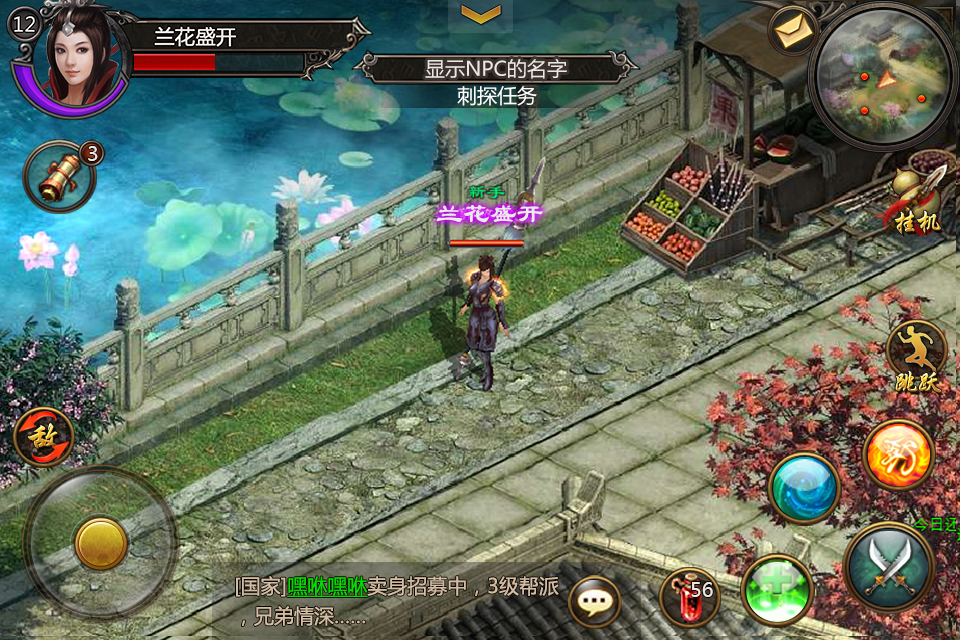 12
兰花盛开
显示NPC的名字
刺探任务
3
果
新手
兰花盛开
挂机
跳跃
敌
今日还
[国家]嘿咻嘿咻卖身招募中，3级帮派
，兄弟情深……
56